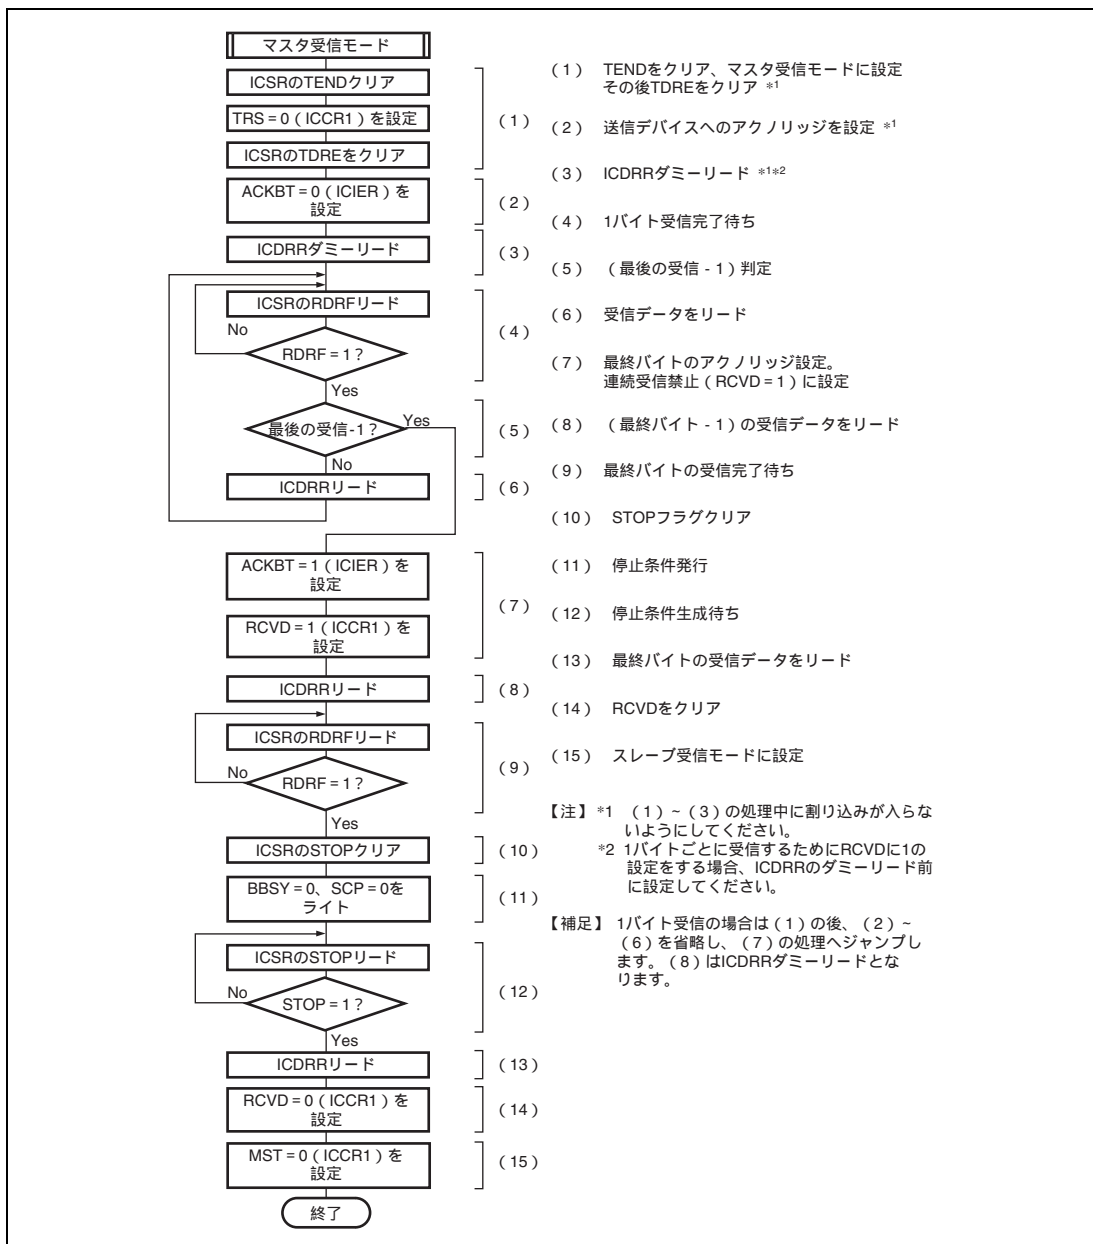 マスタ受信モード
ICSRのTENDクリア
TRS = 0 ( ICCR1 ) を設定
ICSRのTDREをクリア
( 1 )
ACKBT = 0 ( ICIER ) を
設定
( 2 )
ICDRRダミーリード
( 3 )
ICSRのRDRFリード
No
RDRF = 1 ?
( 4 )
Yes
最後の受信 - 1 ?
Yes
( 5 )
No
ICDRRリード
( 6 )
ACKBT = 1 ( ICIER ) を
設定
( 7 )
RCVD = 1 ( ICCR1 ) を
設定
ICDRRリード
( 8 )
ICSRのRDRFリード
No
RDRF = 1 ?
( 9 )
Yes
ICSRのSTOPクリア
( 10 )
BBSY = 0、SCP = 0を
ライト
( 11 )
ICSRのSTOPリード
No
STOP = 1 ?
( 12 )
Yes
ICDRRリード
( 13 )
RCVD = 0 ( ICCR1 ) を
設定
( 14 )
MST = 0 ( ICCR1 ) を
設定
( 15 )
終了
( 1 ) TENDをクリア、マスタ受信モードに設定
その後TDREをクリア *1
( 2 ) 送信デバイスへのアクノリッジを設定 *1
( 3 ) ICDRRダミーリード *1*2
( 4 ) 1バイト受信完了待ち
( 5 ) ( 最後の受信 - 1 ) 判定
( 6 ) 受信データをリード
( 7 ) 最終バイトのアクノリッジ設定。
連続受信禁止 ( RCVD = 1 ) に設定
( 8 ) ( 最終バイト - 1 ) の受信データをリード
( 9 ) 最終バイトの受信完了待ち
( 10 ) STOPフラグクリア
( 11 ) 停止条件発行
( 12 ) 停止条件生成待ち
( 13 ) 最終バイトの受信データをリード
( 14 ) RCVDをクリア
( 15 ) スレーブ受信モードに設定
【注】 *1 ( 1 ) ~ ( 3 ) の処理中に割り込みが入らな
いようにしてください。
*2 1バイトごとに受信するためにRCVDに1の
設定をする場合、ICDRRのダミーリード前
に設定してください。
【補足】 1バイト受信の場合は ( 1 ) の後、( 2 ) ~
( 6 ) を省略し、( 7 ) の処理へジャンプし
ます。( 8 ) はICDRRダミーリードとな
ります。